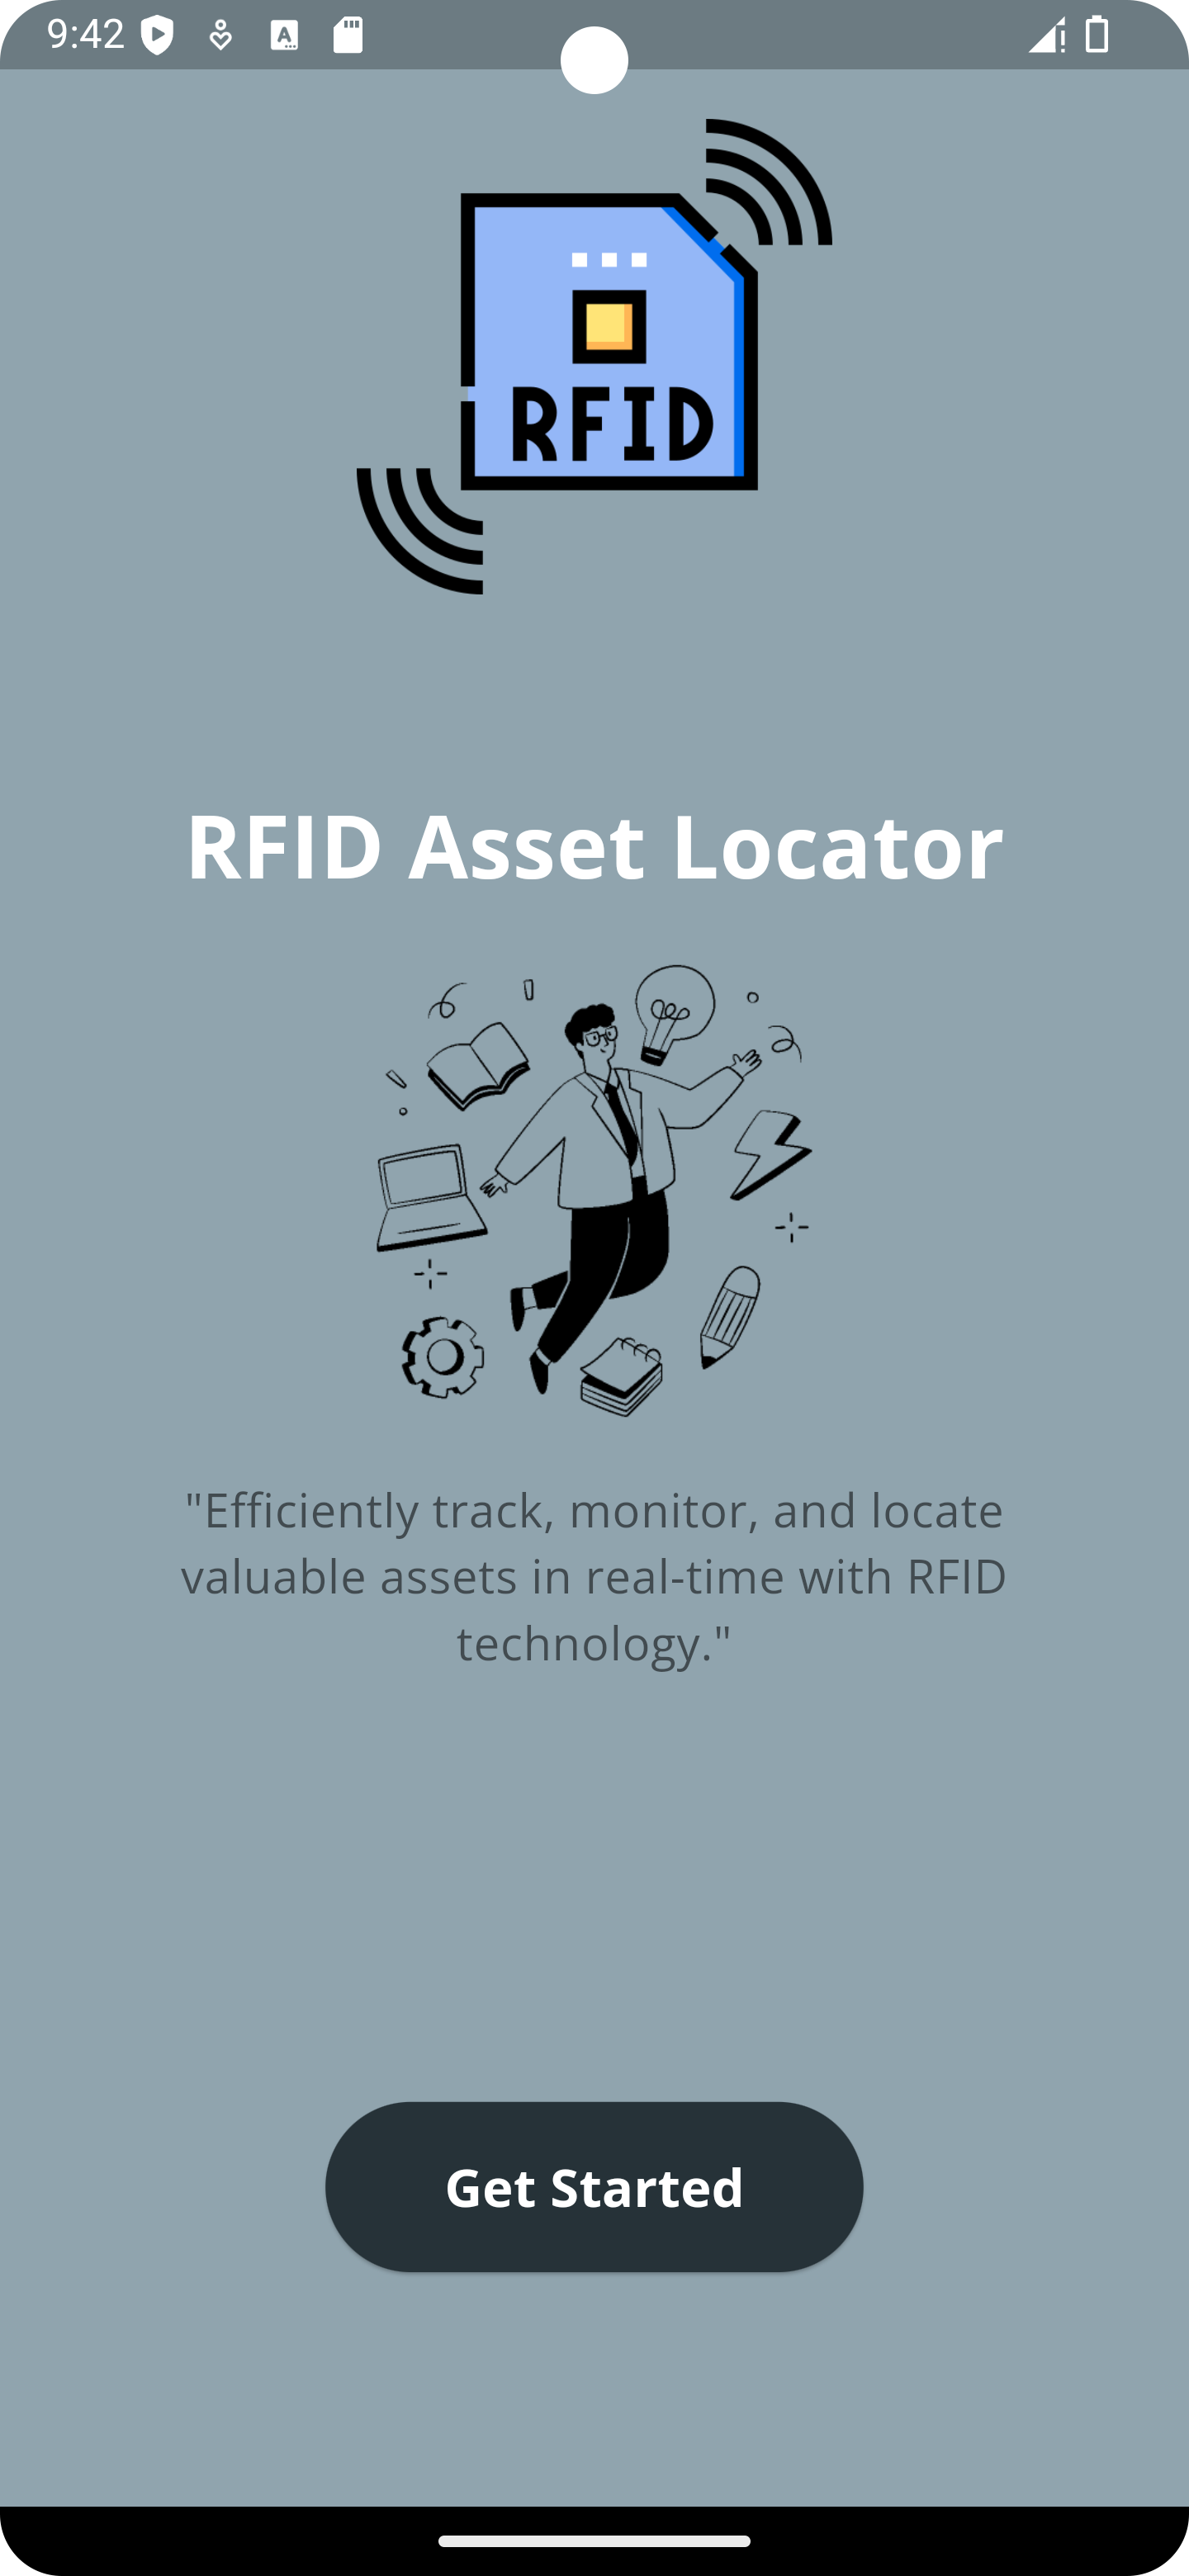 9:42
RFID
RFID Asset Locator
"Efficiently track, monitor, and locate
valuable assets in real-time with RFID
technology."
Get Started